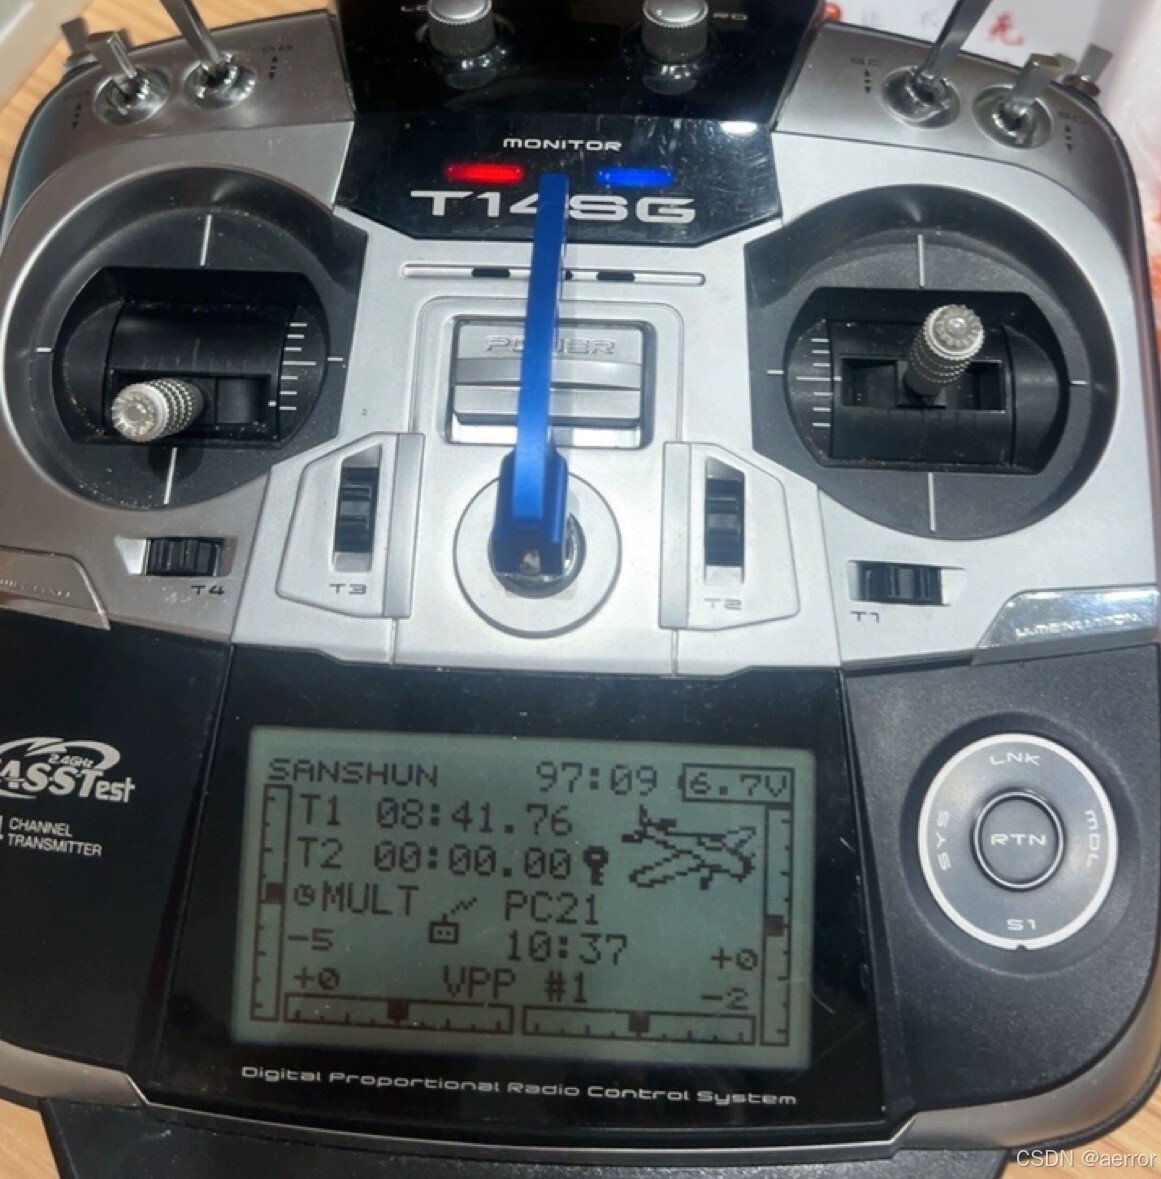 MONITOR
T14SG
POWER
T4
T3
T2
T1
2.4GHz
FASSTest
CHANNEL
TRANSMITTER
SANSHUN 97:09 6.7V
T1 08:41.76
T2 00:00.00
MULT PC21
-5 10:37 +0
+0 VPP #1 -2
LNK
SYS RTN MDL
S1
Digital Proportional Radio Control System
CSDN @aerror